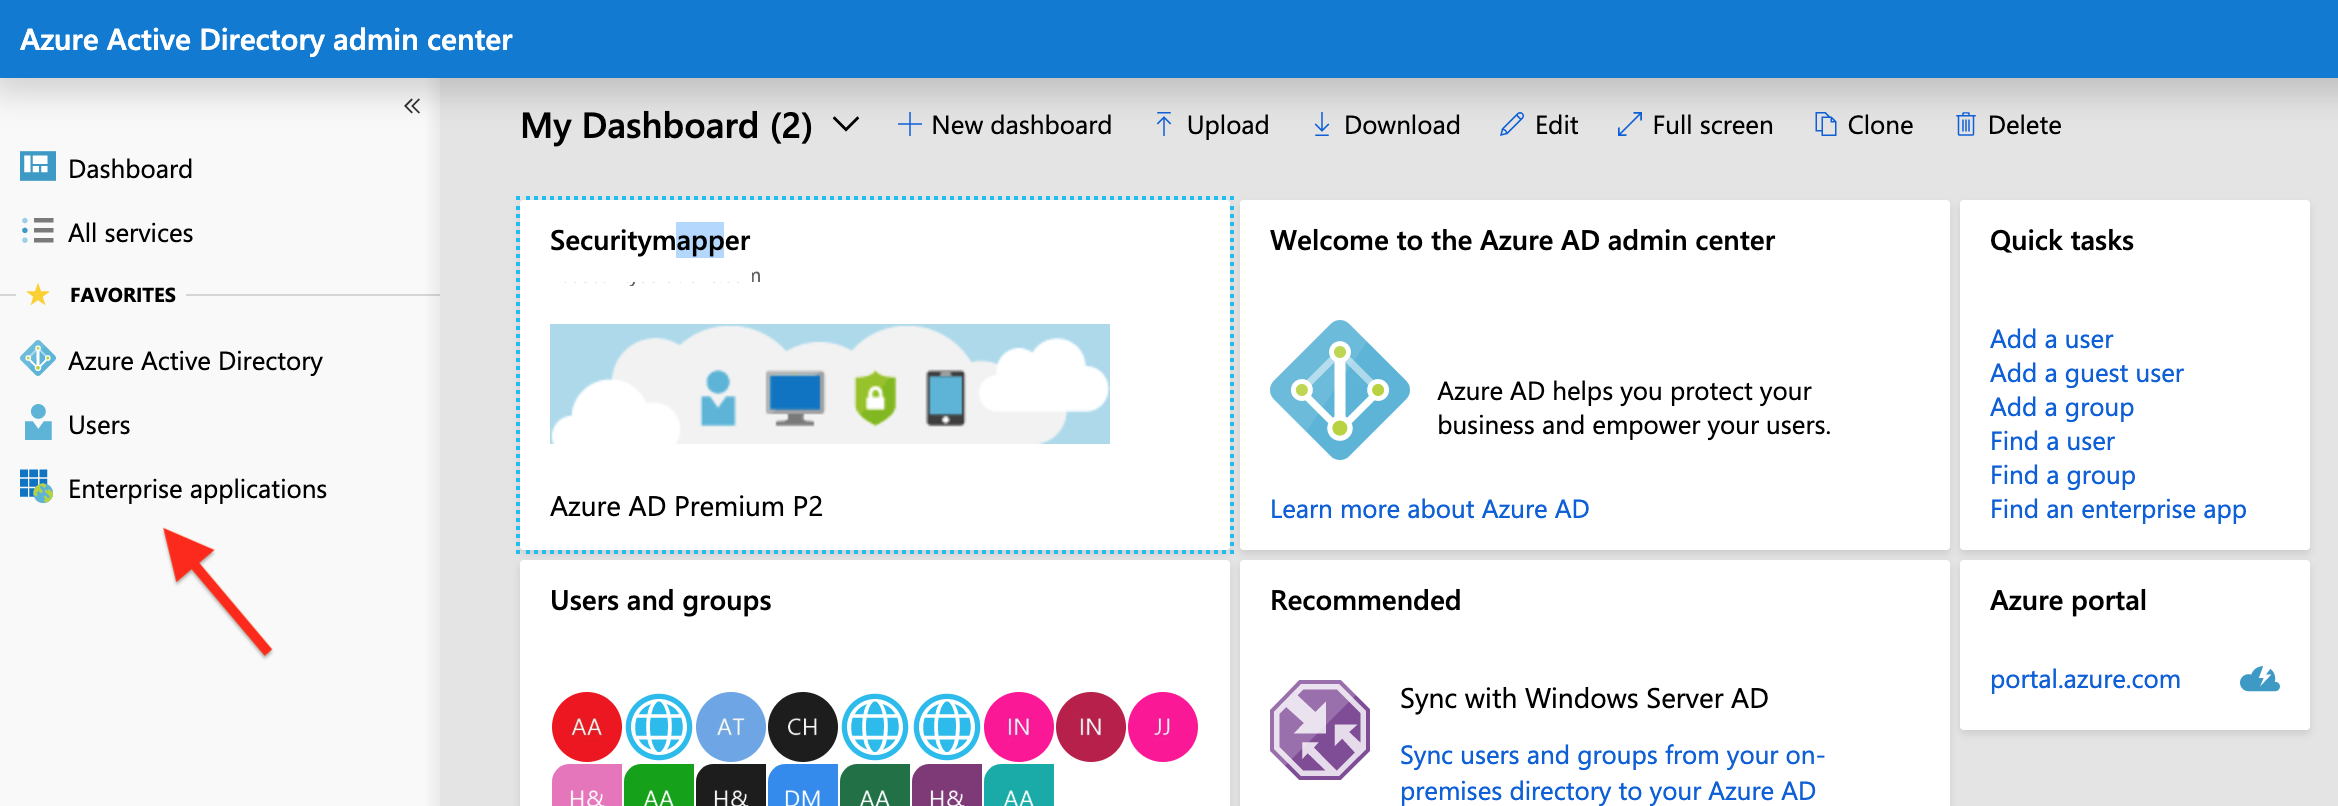 Azure Active Directory admin center
Dashboard
All services
FAVORITES
Azure Active Directory
Users
Enterprise applications
My Dashboard (2)
New dashboard
Upload
Download
Edit
Full screen
Clone
Delete
Securitymapper
Azure AD Premium P2
Welcome to the Azure AD admin center
Azure AD helps you protect your
business and empower your users.
Learn more about Azure AD
Quick tasks
Add a user
Add a guest user
Add a group
Find a user
Find a group
Find an enterprise app
Users and groups
AA
AT
CH
IN
IN
JJ
H&
AA
H&
DM
AA
H&
AA
Recommended
Sync with Windows Server AD
Sync users and groups from your on-
premises directory to your Azure AD
Azure portal
portal.azure.com